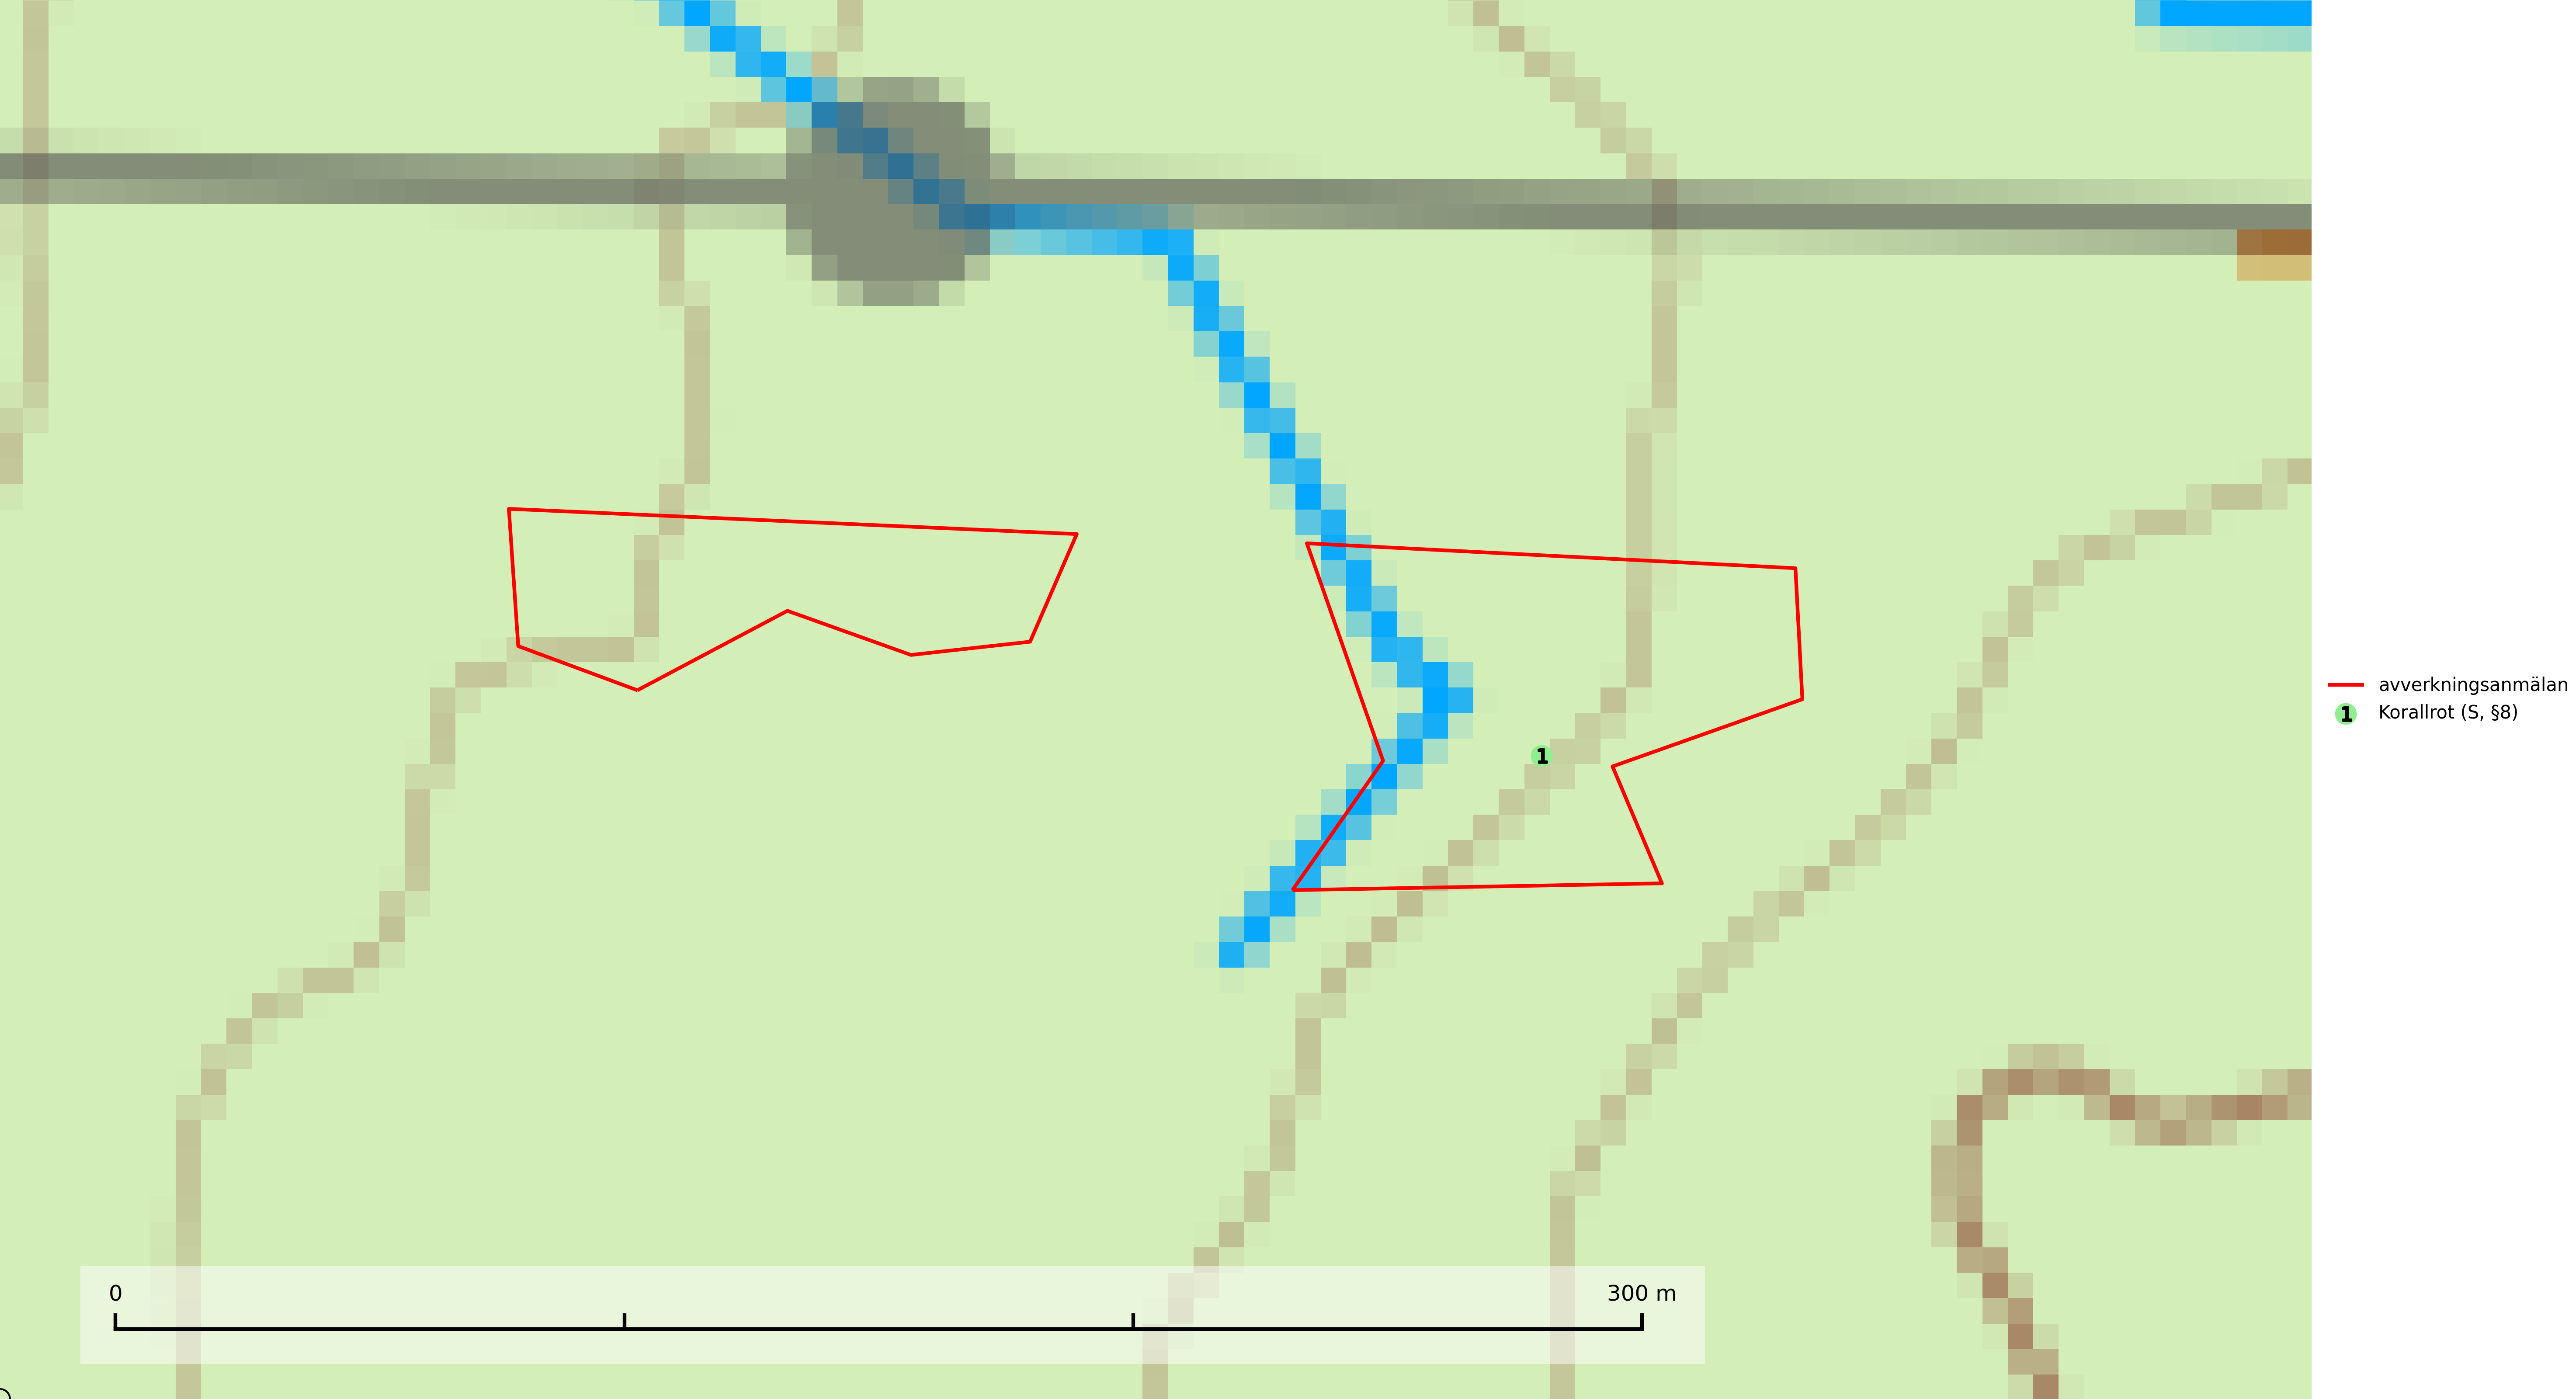 avverkningsanmälan
1 Korallrot (S, §8)
1
0 300 m